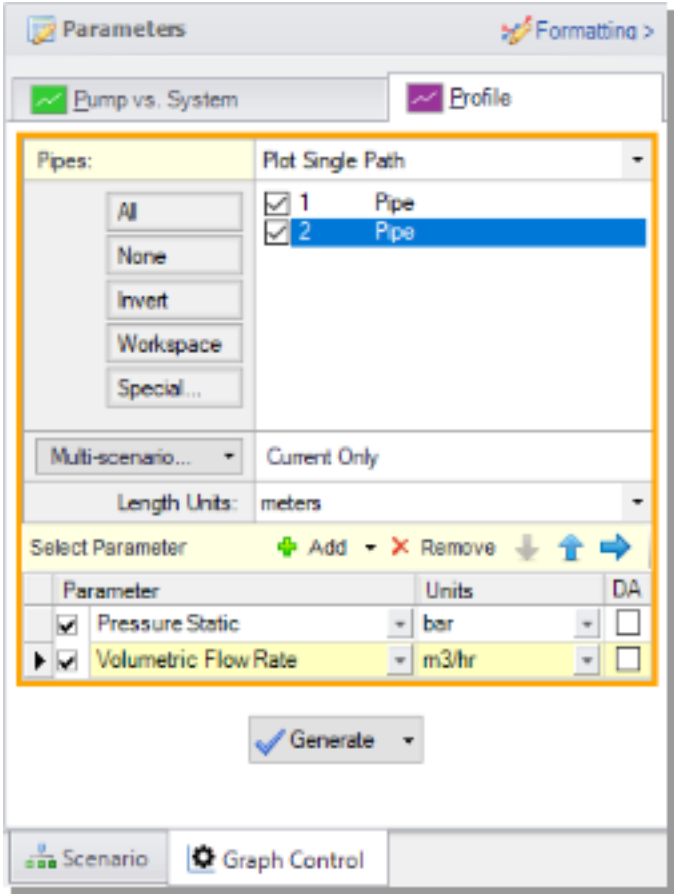 Parameters Formatting >
Pump vs. System Profile
Pipes: Plot Single Path
All 1 Pipe
2 Pipe
None
Invert
Workspace
Special...
Multi-scenario... Current Only
Length Units: meters
Select Parameter Add Remove
Parameter Units DA
Pressure Static bar
Volumetric Flow Rate m3/hr
Generate
Scenario Graph Control